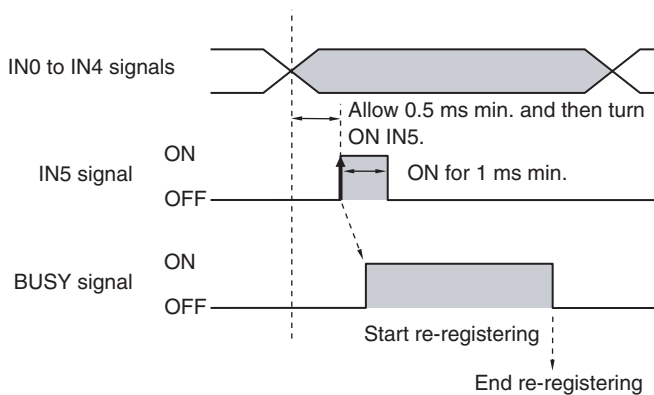 IN0 to IN4 signals
Allow 0.5 ms min. and then turn
ON IN5.
ON
IN5 signal
ON for 1 ms min.
OFF
ON
BUSY signal
OFF
Start re-registering
End re-registering